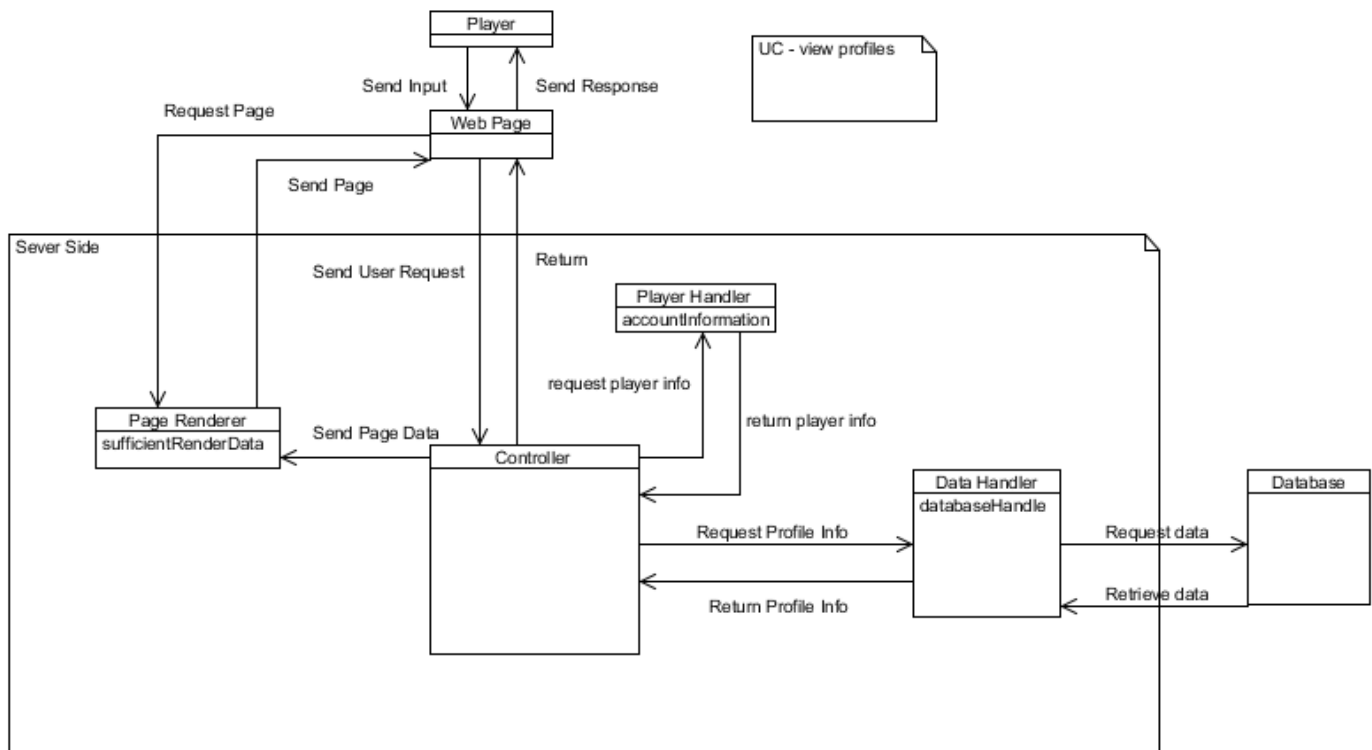 Player
UC - view profiles
Send Input
Send Response
Request Page
Web Page
Send Page
Sever Side
Send User Request
Return
Player Handler
accountInformation
request player info
return player info
Page Renderer
sufficientRenderData
Send Page Data
Controller
Data Handler
databaseHandle
Database
Request Profile Info
Request data
Return Profile Info
Retrieve data